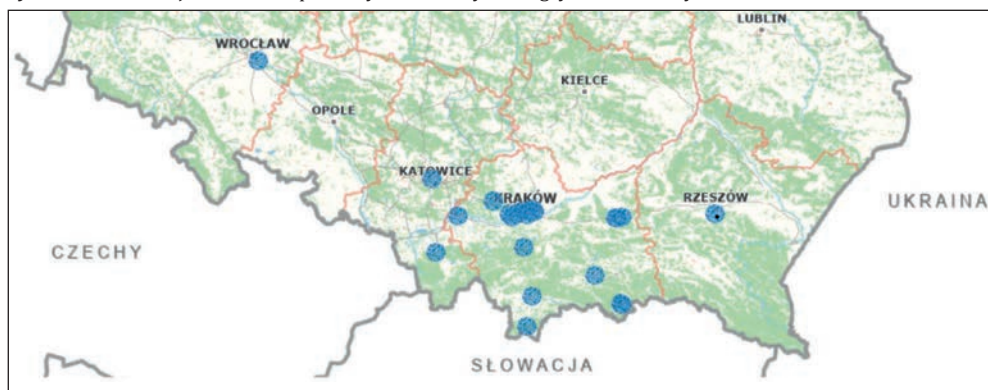 LUBLIN
WROCŁAW
KIELCE
OPOLE
KATOWICE
KRAKÓW
RZESZÓW
UKRAINA
CZECHY
SŁOWACJA